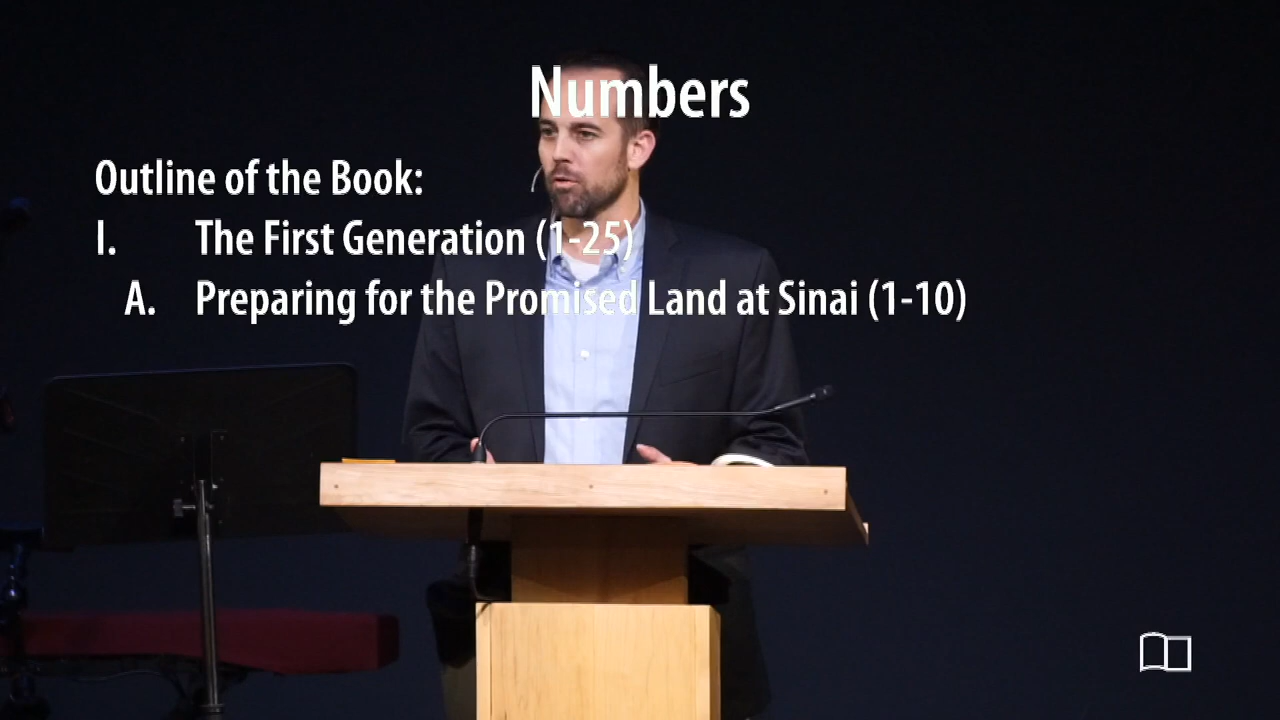 Numbers
Outline of the Book:
I. The First Generation (1-25)
A. Preparing for the Promised Land at Sinai (1-10)